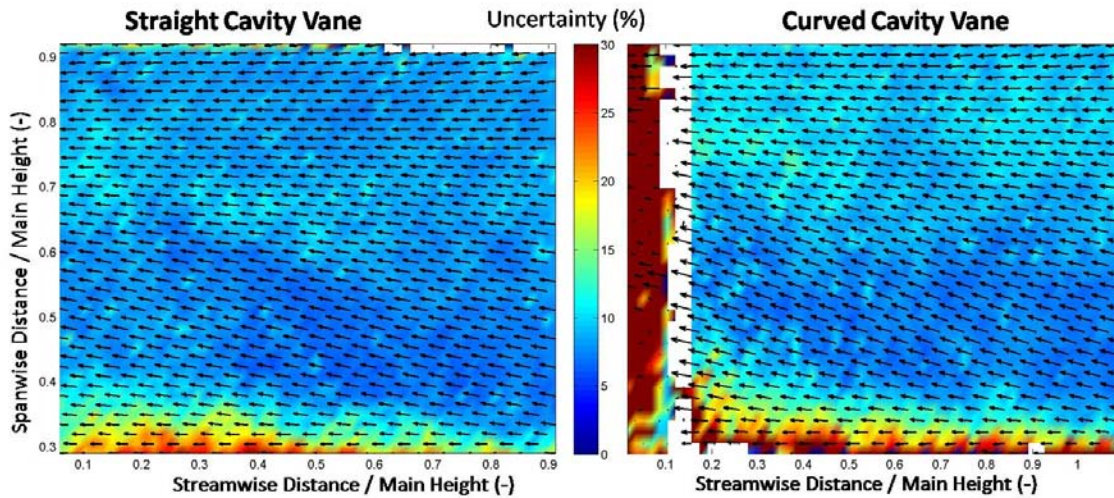 Straight Cavity Vane
Uncertainty (%)
Curved Cavity Vane
Spanwise Distance / Main Height (-)
0.9
0.8
0.7
0.6
0.5
0.4
0.3
0.1 0.2 0.3 0.4 0.5 0.6 0.7 0.8 0.9
Streamwise Distance / Main Height (-)
30
25
20
15
10
5
0
0.1 0.2 0.3 0.4 0.5 0.6 0.7 0.8 0.9 1
Streamwise Distance / Main Height (-)